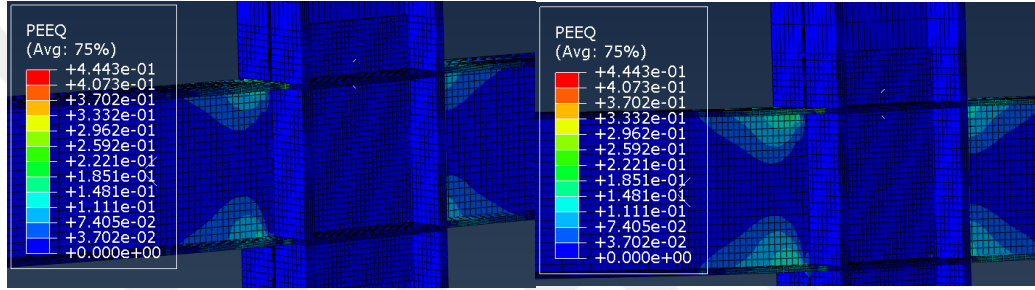 PEEQ
(Avg: 75%)
+4.443e-01
+4.073e-01
+3.702e-01
+3.332e-01
+2.962e-01
+2.592e-01
+2.221e-01
+1.851e-01
+1.481e-01
+1.111e-01
+7.405e-02
+3.702e-02
+0.000e+00
PEEQ
(Avg: 75%)
+4.443e-01
+4.073e-01
+3.702e-01
+3.332e-01
+2.962e-01
+2.592e-01
+2.221e-01
+1.851e-01
+1.481e-01
+1.111e-01
+7.405e-02
+3.702e-02
+0.000e+00